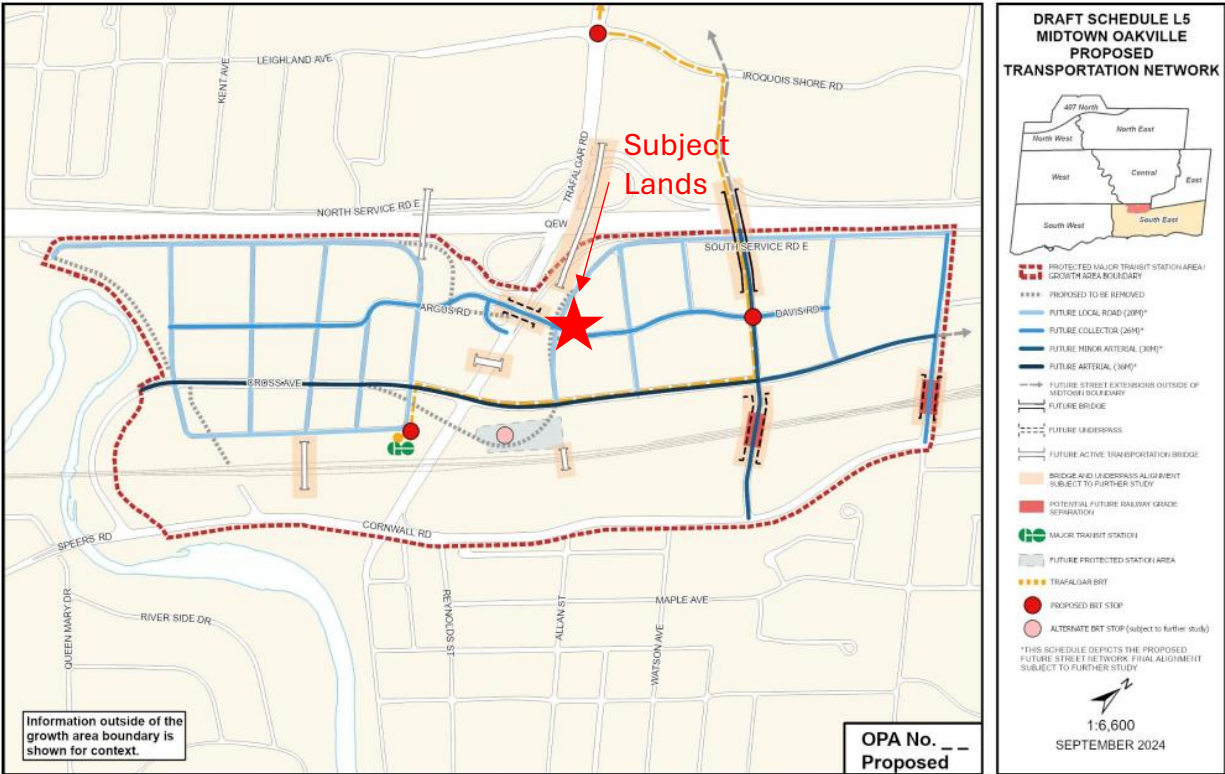 LEIGHLAND AVE
KENT AVE
IROQUOIS SHORE RD
TRAFALGAR RD
Subject
Lands
NORTH SERVICE RD E
QEW
SOUTH SERVICE RD E
ARGUS RD
DAVIS RD
CROSS AVE
GO
CORNWALL RD
SPEERS RD
QUEEN MARY DR
RIVER SIDE DR
REYNOLDS ST
ALLAN ST
MAPLE AVE
WATSON AVE
Information outside of the
growth area boundary is
shown for context.
OPA No. _ _
Proposed
DRAFT SCHEDULE L5
MIDTOWN OAKVILLE
PROPOSED
TRANSPORTATION NETWORK
407 North
North West
North East
West
Central
East
South West
South East
PROTECTED MAJOR TRANSIT STATION AREA /
GROWTH AREA BOUNDARY
PROPOSED TO BE REMOVED
FUTURE LOCAL ROAD (20M)*
FUTURE COLLECTOR (26M)*
FUTURE MINOR ARTERIAL (30M)*
FUTURE ARTERIAL (36M)*
FUTURE STREET EXTENSIONS OUTSIDE OF
MIDTOWN BOUNDARY
FUTURE BRIDGE
FUTURE UNDERPASS
FUTURE ACTIVE TRANSPORTATION BRIDGE
BRIDGE AND UNDERPASS ALIGNMENT
SUBJECT TO FURTHER STUDY
POTENTIAL FUTURE RAILWAY GRADE
SEPARATION
GO
MAJOR TRANSIT STATION
FUTURE PROTECTED STATION AREA
TRAFALGAR BRT
PROPOSED BRT STOP
ALTERNATE BRT STOP (subject to further study)
*THIS SCHEDULE DEPICTS THE PROPOSED
FUTURE STREET NETWORK. FINAL ALIGNMENT
SUBJECT TO FURTHER STUDY
N
1:6,600
SEPTEMBER 2024